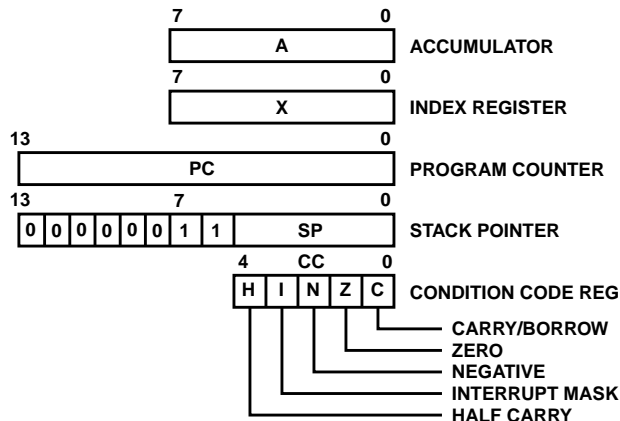 7 0
A ACCUMULATOR
7 0
X INDEX REGISTER
13 0
PC PROGRAM COUNTER
13 7 0
0 0 0 0 0 0 1 1 SP STACK POINTER
4 CC 0
H I N Z C CONDITION CODE REG
CARRY/BORROW
ZERO
NEGATIVE
INTERRUPT MASK
HALF CARRY